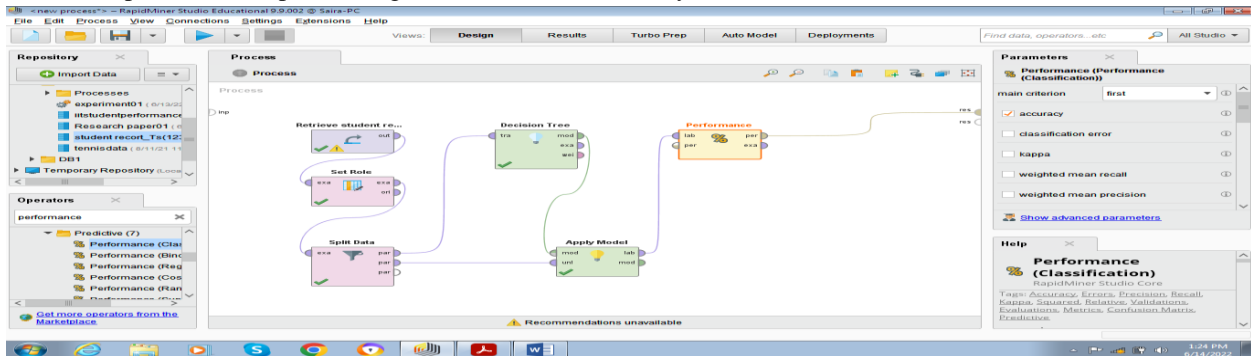 <new process*> – RapidMiner Studio Educational 9.9.002 @ Saira-PC
File Edit Process View Connections Settings Extensions Help
Views: Design Results Turbo Prep Auto Model Deployments
Find data, operators...etc All Studio
Repository
Import Data
Processes
experiment01
iitstudentperformance
Research paper01
student recort_Ts(12
tennisdata
DB1
Temporary Repository
Operators
performance
Predictive (7)
Performance (Clas
Performance (Bino
Performance (Reg
Performance (Cos
Performance (Ran
Get more operators from the
Marketplace
Process
Process
Process
inp
res
res
Retrieve student re...
out
Set Role
exa exa
ori
Split Data
exa par
par
par
Decision Tree
tra mod
exa
wei
Apply Model
mod lab
unl mod
Performance
lab per
per exa
Recommendations unavailable
Parameters
Performance (Performance
(Classification))
main criterion first
accuracy
classification error
kappa
weighted mean recall
weighted mean precision
Show advanced parameters
Help
Performance
(Classification)
RapidMiner Studio Core
Tags: Accuracy, Errors, Precision, Recall,
Kappa, Squared, Relative, Validations,
Evaluations, Metrics, Confusion Matrix,
Predictive
1:24 PM
6/14/2022